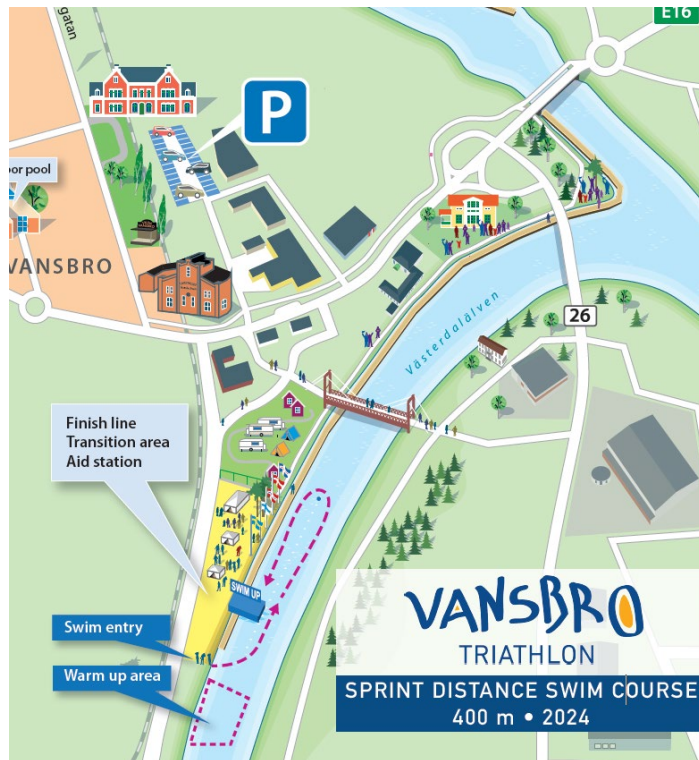 E16
gatan
P
oor pool
VANSBRO
26
Västerdalälven
Finish line
Transition area
Aid station
SWIM UP
Swim entry
Warm up area
VANSBRO
TRIATHLON
SPRINT DISTANCE SWIM COURSE
400 m • 2024